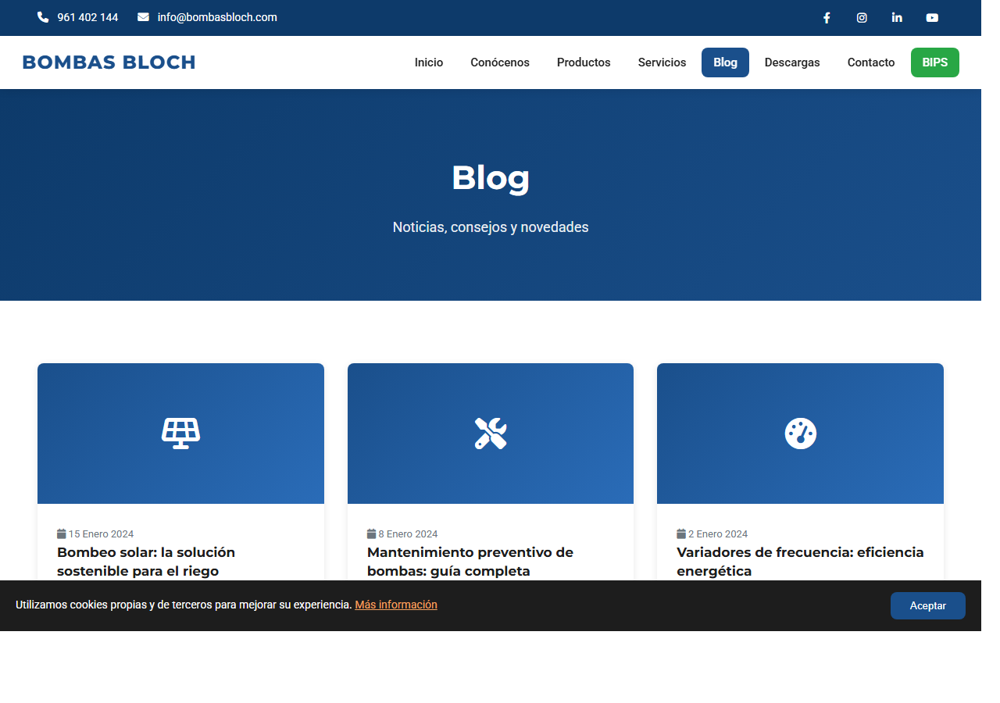 961 402 144 info@bombasbloch.com
BOMBAS BLOCH
Inicio Conócenos Productos Servicios Blog Descargas Contacto BIPS
Blog
Noticias, consejos y novedades
15 Enero 2024
Bombeo solar: la solución
sostenible para el riego
8 Enero 2024
Mantenimiento preventivo de
bombas: guía completa
2 Enero 2024
Variadores de frecuencia: eficiencia
energética
Utilizamos cookies propias y de terceros para mejorar su experiencia. Más información
Aceptar